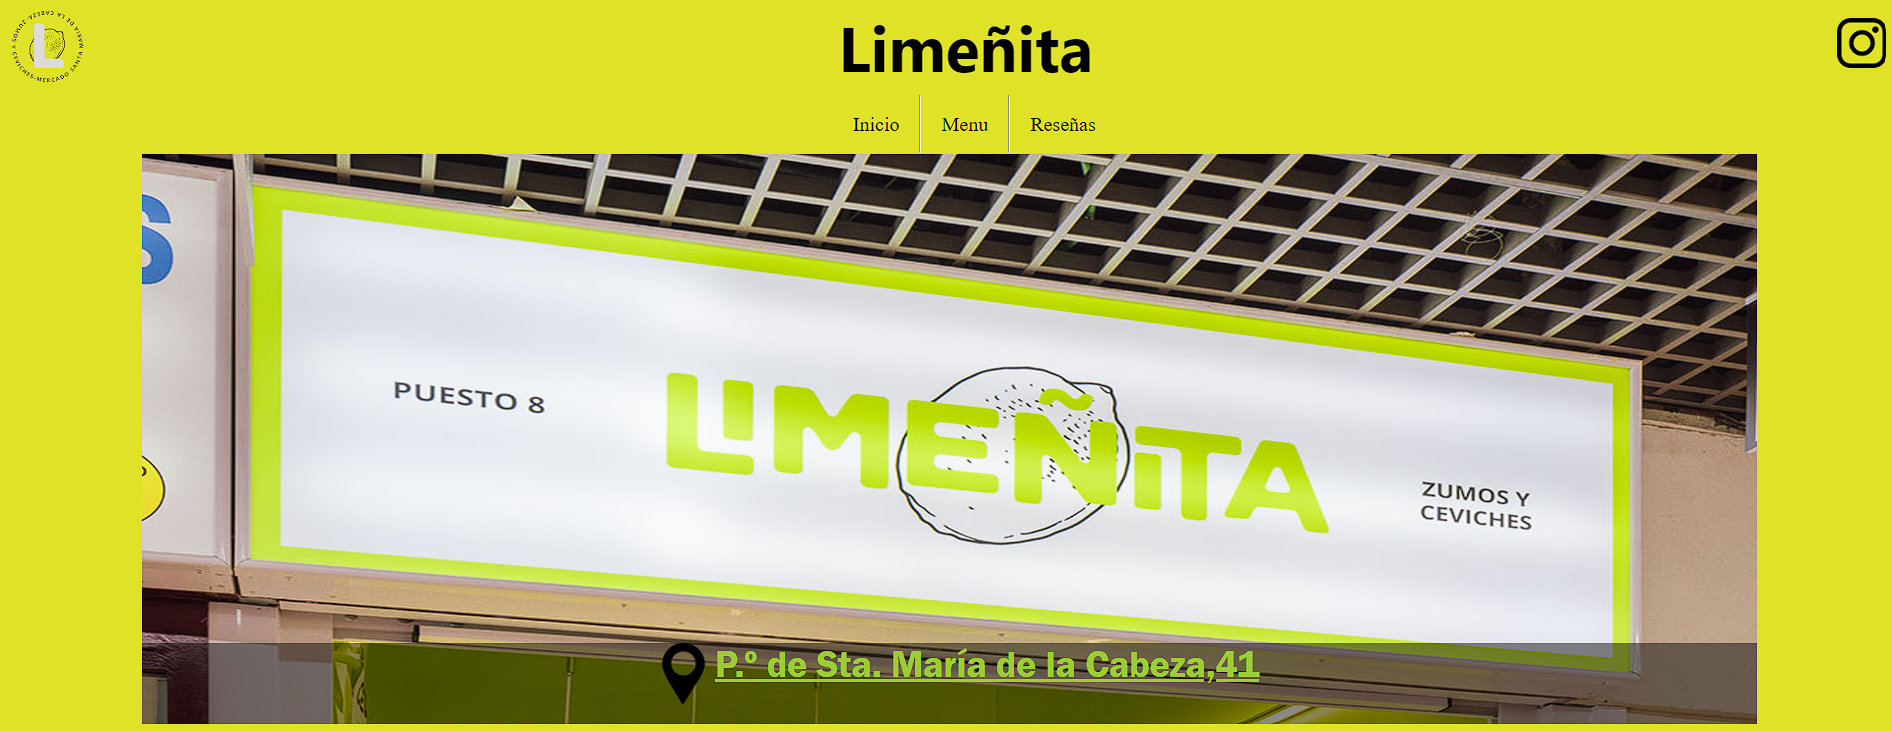 ZUMOS Y CEVICHES-MERCADO SANTA MARIA DE LA CABEZA
L
Limeñita
Inicio
Menu
Reseñas
S
PUESTO 8
LIMEÑITA
ZUMOS Y
CEVICHES
P.º de Sta. María de la Cabeza,41